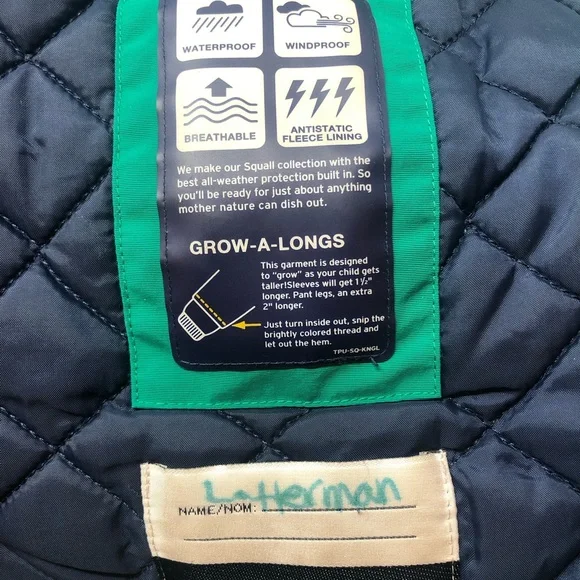 WATERPROOF
WINDPROOF
BREATHABLE
ANTISTATIC
FLEECE LINING
We make our Squall collection with the
best all-weather protection built in. So
you'll be ready for just about anything
mother nature can dish out.
GROW-A-LONGS
This garment is designed
to "grow" as your child gets
taller!Sleeves will get 1½"
longer. Pant legs, an extra
2" longer.
Just turn inside out, snip the
brightly colored thread and
let out the hem.
TPU-SQ-KNGL
Latterman
NAME/NOM: